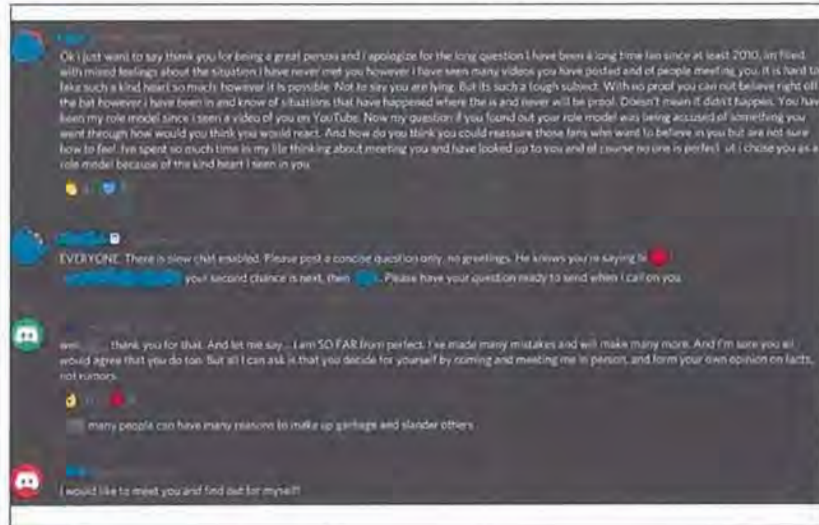 Ok i just want to say thank you for being a great person and i apologize for the long question I have been a long time fan since at least 2010, im filled
with mixed feelings about the situation i have never met you however i have seen many videos you have posted and of people meeting you. It is hard to
fake such a kind heart so much however it is possible. Not to say you are lying. But its such a tough subject. With no proof you can not believe right off
the bat however i have been in and know of situations that have happened where the is and never will be proof. Doesn't mean it didn't happen. You have
been my role model since i seen a video of you on YouTube. Now my question if you found out your role model was being accused of something you
went through how would you think you would react. And how do you think you could reassure those fans who want to believe in you but are not sure
how to feel. Ive spent so much time in my life thinking about meeting you and have looked up to you and of course no one is perfect ut i chose you as a
role model because of the kind heart I seen in you.
EVERYONE. There is slow chat enabled. Please post a concise question only, no greetings. He knows you're saying hi
your second chance is next, then . Please have your question ready to send when I call on you.
well thank you for that. And let me say... I am SO FAR from perfect. I've made many mistakes and will make many more. And I'm sure you all
would agree that you do too. But all I can ask is that you decide for yourself by coming and meeting me in person, and form your own opinion on facts,
not rumors.
many people can have many reasons to make up garbage and slander others
I would like to meet you and find out for myself!